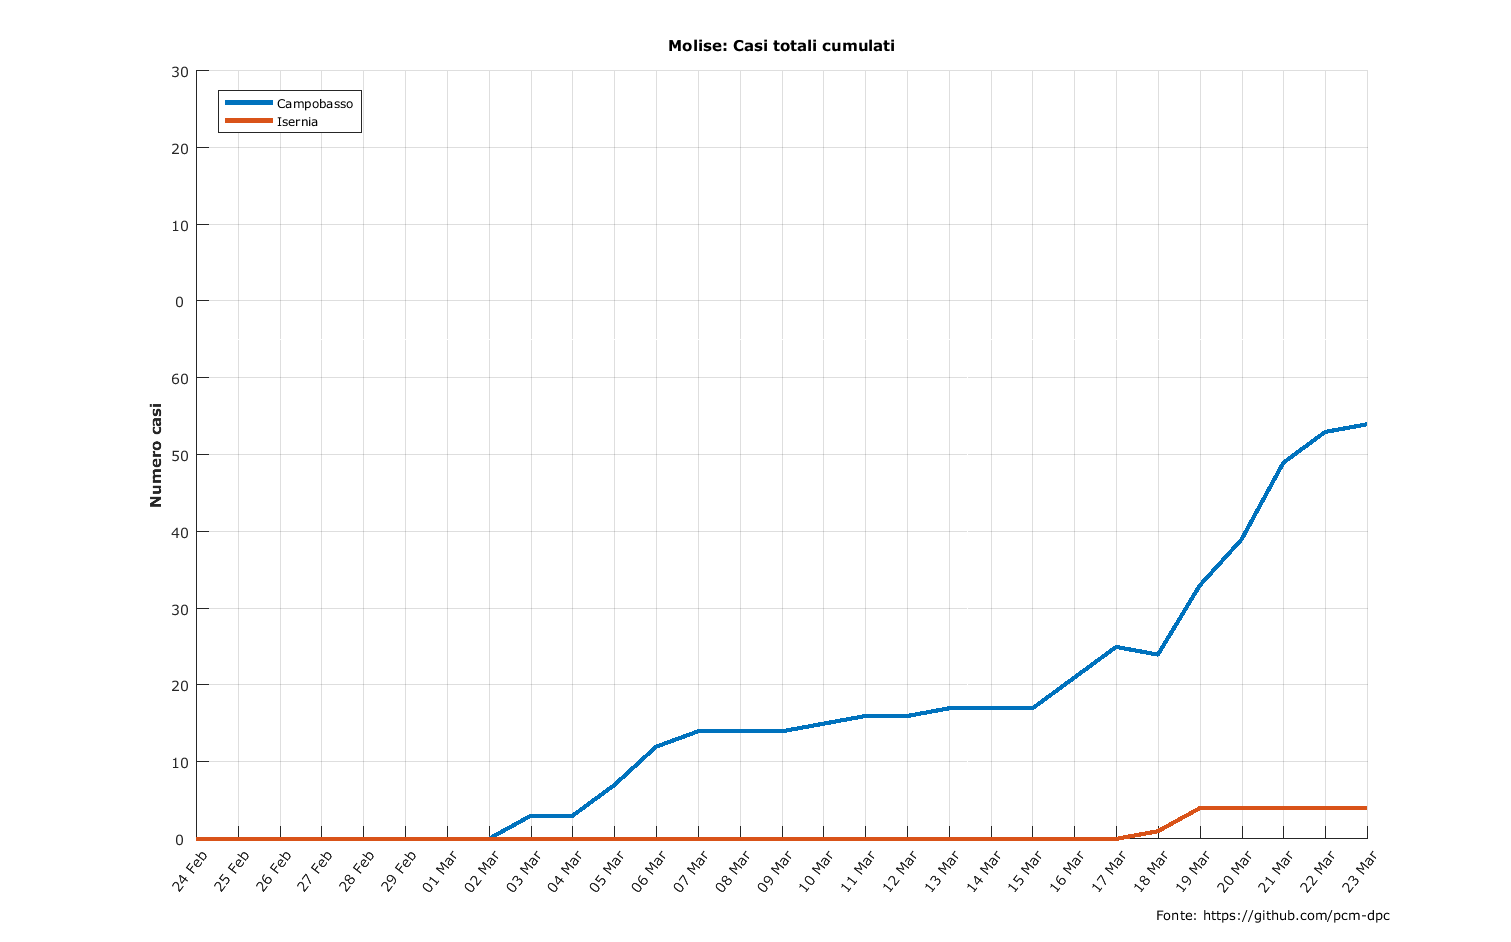 Molise: Casi totali cumulati
30
20
10
0
60
50
40
30
20
10
0
Numero casi
Campobasso
Isernia
24 Feb
25 Feb
26 Feb
27 Feb
28 Feb
29 Feb
01 Mar
02 Mar
03 Mar
04 Mar
05 Mar
06 Mar
07 Mar
08 Mar
09 Mar
10 Mar
11 Mar
12 Mar
13 Mar
14 Mar
15 Mar
16 Mar
17 Mar
18 Mar
19 Mar
20 Mar
21 Mar
22 Mar
23 Mar
Fonte: https://github.com/pcm-dpc